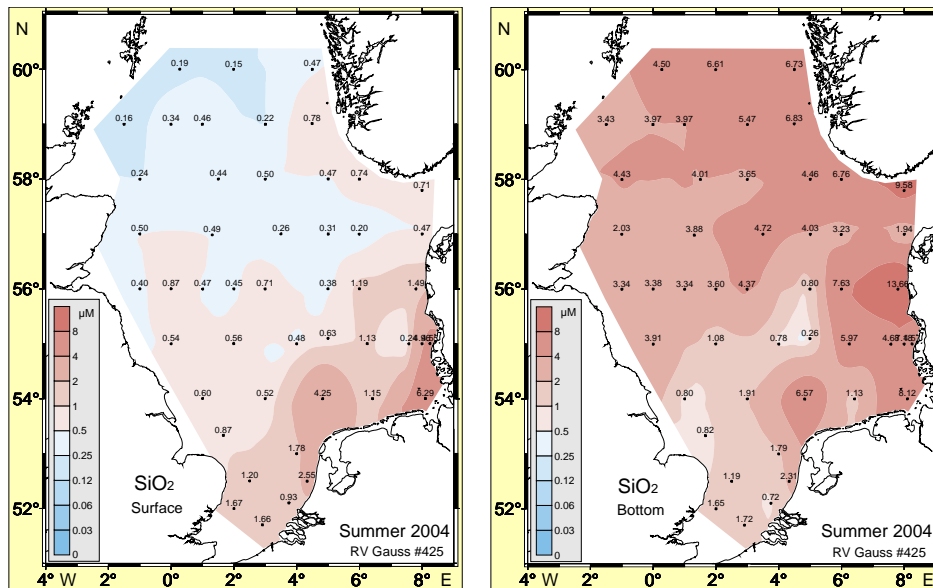 N
60°
58°
56°
54°
52°
4° W 2° 0° 2° 4° 6° 8° E
0.19 0.15 0.47
0.16 0.34 0.46 0.22 0.78
0.24 0.44 0.50 0.47 0.74
0.71
0.50 0.49 0.26 0.31 0.20 0.47
0.40 0.87 0.47 0.45 0.71 0.38 1.19 1.49
0.54 0.56 0.48 0.63 1.13
0.60 0.52 4.25 1.15 6.29
0.87
1.78
1.20 2.55
0.93
1.67
1.66
µM
8
4
2
1
0.5
0.25
0.12
0.06
0.03
0
SiO2
Surface
Summer 2004
RV Gauss #425
N
60°
58°
56°
54°
52°
4° W 2° 0° 2° 4° 6° 8° E
4.50 6.61 6.73
3.43 3.97 3.97 5.47 6.83
4.43 4.01 3.65 4.46 6.76
9.58
2.03 3.88 4.72 4.03 3.23 1.94
3.34 3.38 3.34 3.60 4.37 0.80 7.63 13.66
3.91 1.08 0.78 0.26 5.97
0.80 1.91 6.57 1.13 8.12
0.82
1.79
1.19 2.31
0.72
1.65
1.72
µM
8
4
2
1
0.5
0.25
0.12
0.06
0.03
0
SiO2
Bottom
Summer 2004
RV Gauss #425